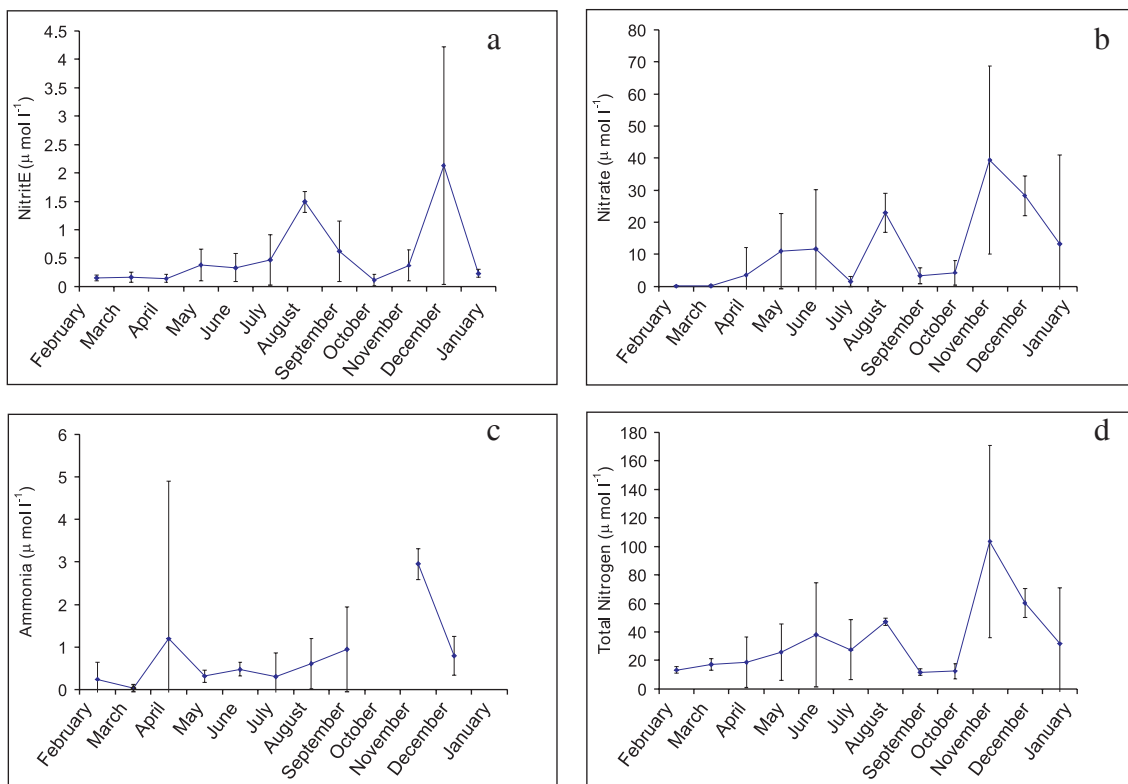 a
NitritE (μ mol l⁻¹)
4.5
4
3.5
3
2.5
2
1.5
1
0.5
0
February
March
April
May
June
July
August
September
October
November
December
January
b
Nitrate (μ mol l⁻¹)
80
70
60
50
40
30
20
10
0
February
March
April
May
June
July
August
September
October
November
December
January
c
Ammonia (μ mol l⁻¹)
6
5
4
3
2
1
0
February
March
April
May
June
July
August
September
October
November
December
January
d
Total Nitrogen (μ mol l⁻¹)
180
160
140
120
100
80
60
40
20
0
February
March
April
May
June
July
August
September
October
November
December
January